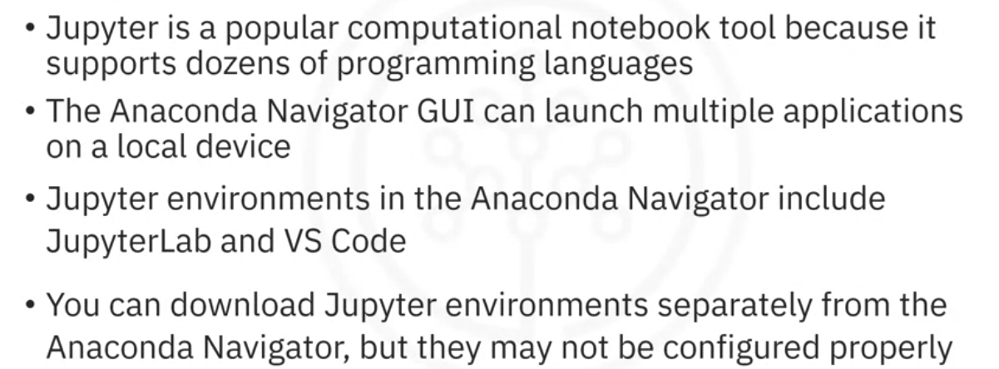 • Jupyter is a popular computational notebook tool because it
supports dozens of programming languages
• The Anaconda Navigator GUI can launch multiple applications
on a local device
• Jupyter environments in the Anaconda Navigator include
JupyterLab and VS Code
• You can download Jupyter environments separately from the
Anaconda Navigator, but they may not be configured properly